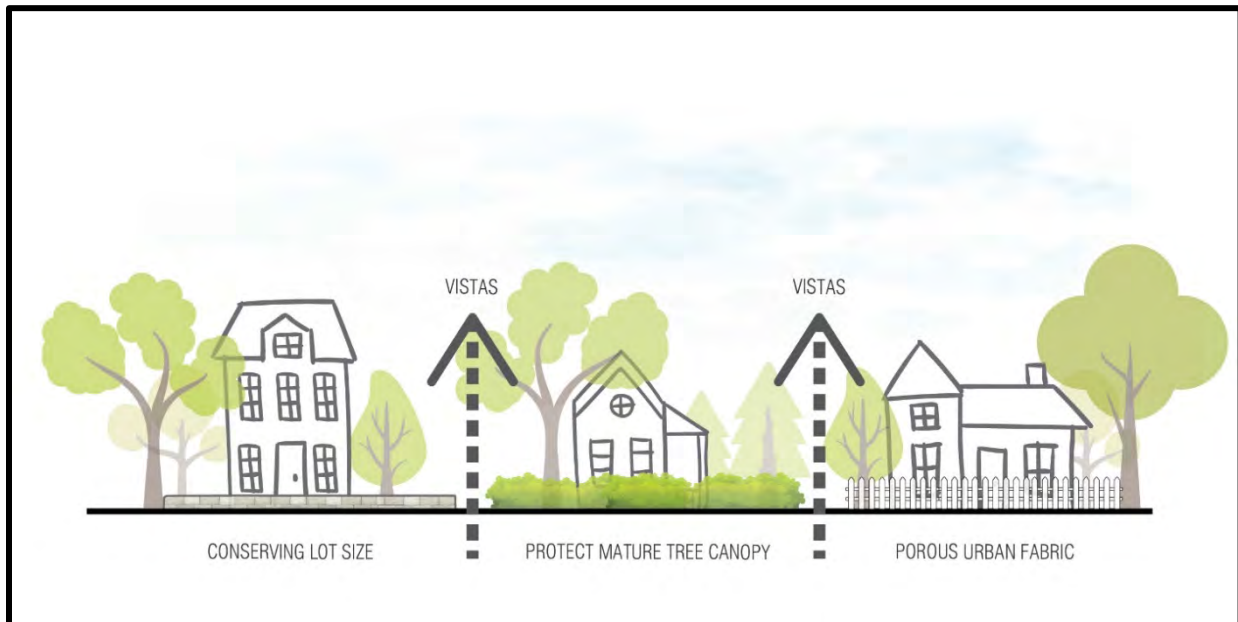 VISTAS
VISTAS
CONSERVING LOT SIZE
PROTECT MATURE TREE CANOPY
POROUS URBAN FABRIC